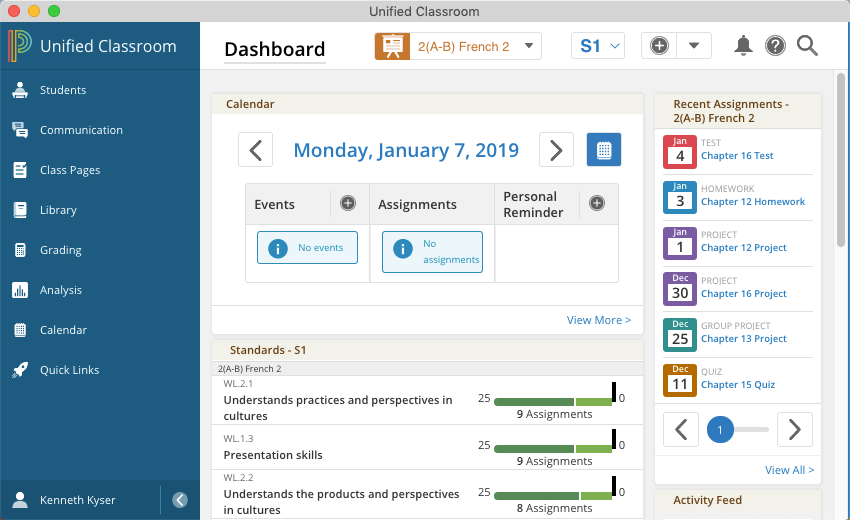 Unified Classroom
Unified Classroom
Students
Communication
Class Pages
Library
Grading
Analysis
Calendar
Quick Links
Kenneth Kyser
Dashboard
2(A-B) French 2
S1
Calendar
Monday, January 7, 2019
Events
Assignments
Personal
Reminder
No events
No
assignments
View More >
Standards - S1
2(A-B) French 2
WL.2.1
Understands practices and perspectives in
cultures
25
0
9 Assignments
WL.1.3
Presentation skills
25
0
9 Assignments
WL.2.2
Understands the products and perspectives
in cultures
25
0
8 Assignments
Recent Assignments -
2(A-B) French 2
Jan
4
TEST
Chapter 16 Test
Jan
3
HOMEWORK
Chapter 12 Homework
Jan
1
PROJECT
Chapter 12 Project
Dec
30
PROJECT
Chapter 16 Project
Dec
25
GROUP PROJECT
Chapter 13 Project
Dec
11
QUIZ
Chapter 15 Quiz
1
View All >
Activity Feed